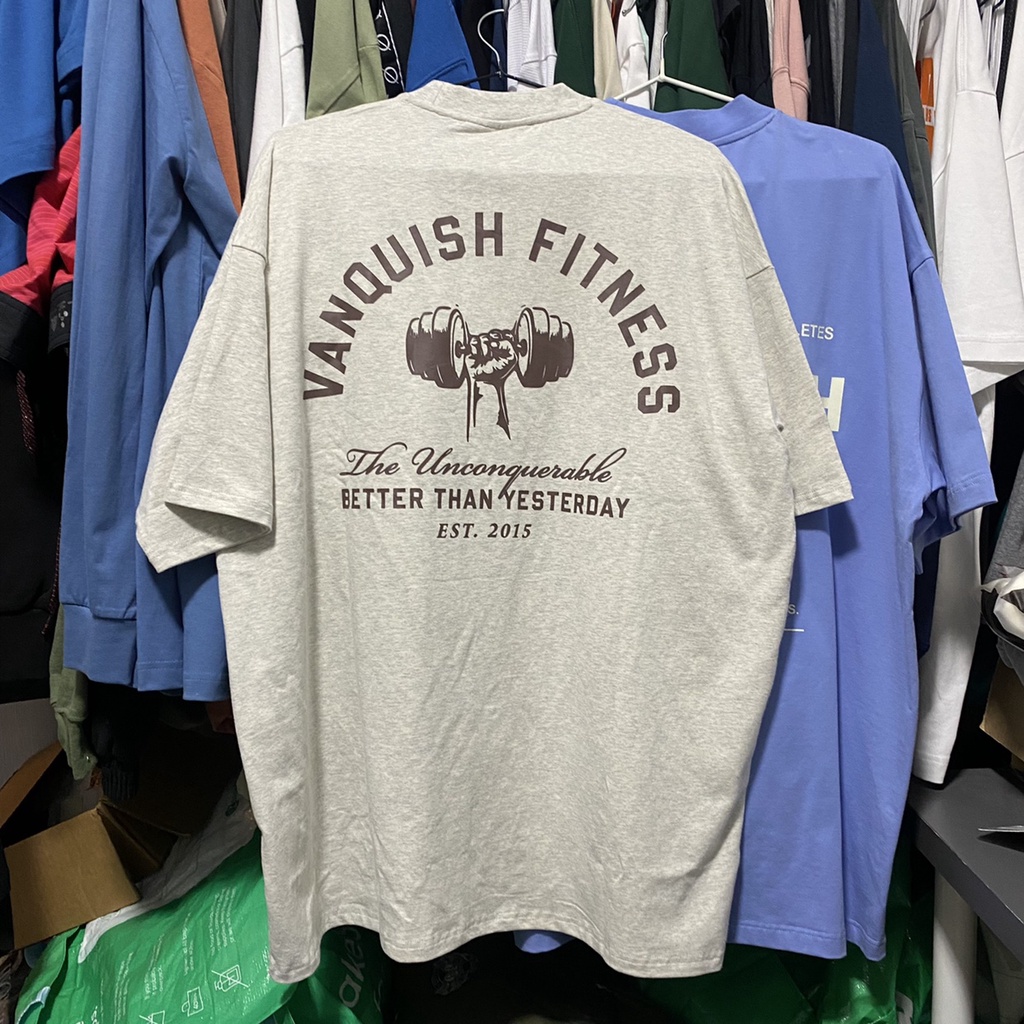 VANQUISH FITNESS
The Unconquerable
BETTER THAN YESTERDAY
EST. 2015
LETES
H
S.